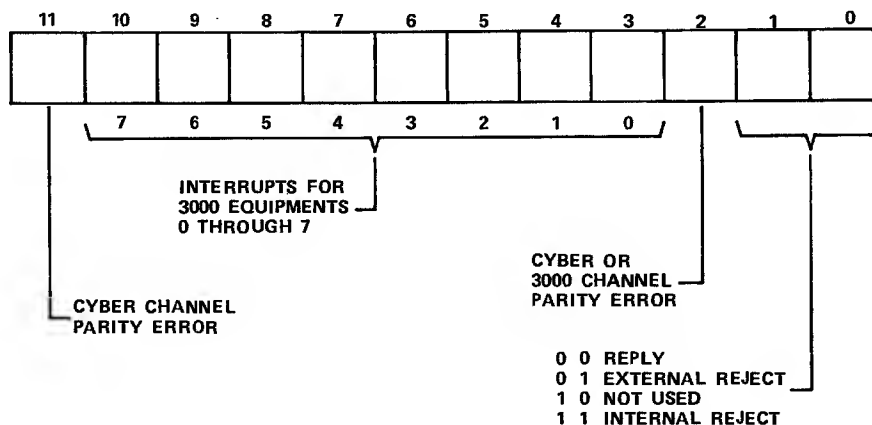 11 10 9 8 7 6 5 4 3 2 1 0
7 6 5 4 3 2 1 0
INTERRUPTS FOR
3000 EQUIPMENTS
0 THROUGH 7
CYBER OR
3000 CHANNEL
PARITY ERROR
CYBER CHANNEL
PARITY ERROR
0 0 REPLY
0 1 EXTERNAL REJECT
1 0 NOT USED
1 1 INTERNAL REJECT